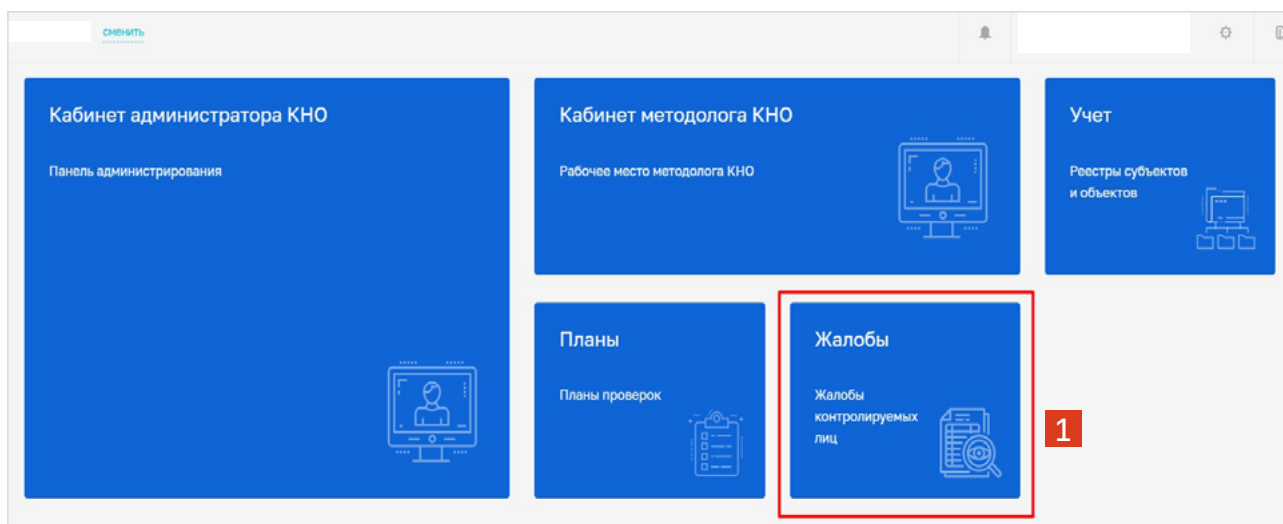 сменить
Кабинет администратора КНО
Панель администрирования
Кабинет методолога КНО
Рабочее место методолога КНО
Учет
Реестры субъектов
и объектов
Планы
Планы проверок
Жалобы
Жалобы
контролируемых
лиц
1